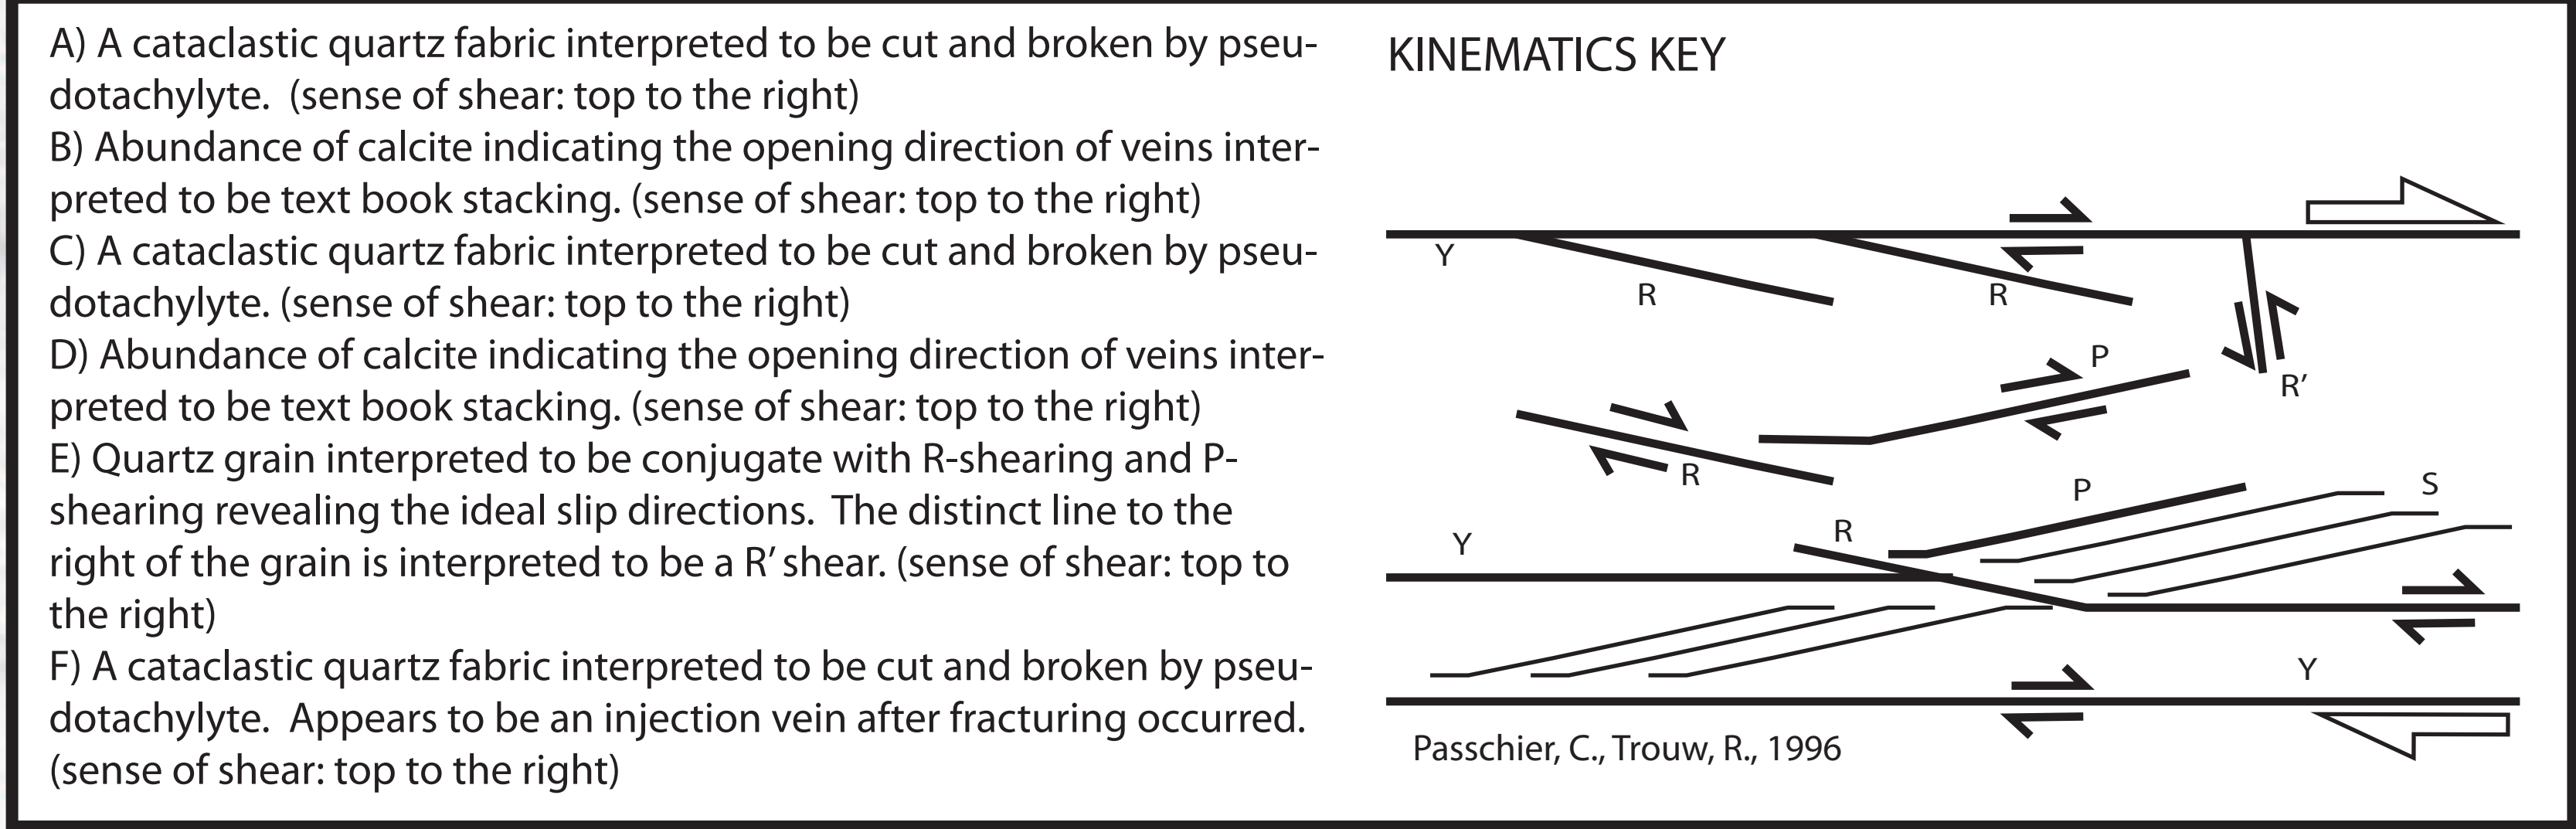 A) A cataclastic quartz fabric interpreted to be cut and broken by pseu-
dotachylyte.  (sense of shear: top to the right)
B) Abundance of calcite indicating the opening direction of veins inter-
preted to be text book stacking. (sense of shear: top to the right)
C) A cataclastic quartz fabric interpreted to be cut and broken by pseu-
dotachylyte. (sense of shear: top to the right)
D) Abundance of calcite indicating the opening direction of veins inter-
preted to be text book stacking. (sense of shear: top to the right)
E) Quartz grain interpreted to be conjugate with R-shearing and P-
shearing revealing the ideal slip directions.  The distinct line to the
right of the grain is interpreted to be a R’ shear. (sense of shear: top to
the right)
F) A cataclastic quartz fabric interpreted to be cut and broken by pseu-
dotachylyte.  Appears to be an injection vein after fracturing occurred.
(sense of shear: top to the right)
KINEMATICS KEY
Y
R
R
P
R’
R
P
S
R
Y
Y
Passchier, C., Trouw, R., 1996